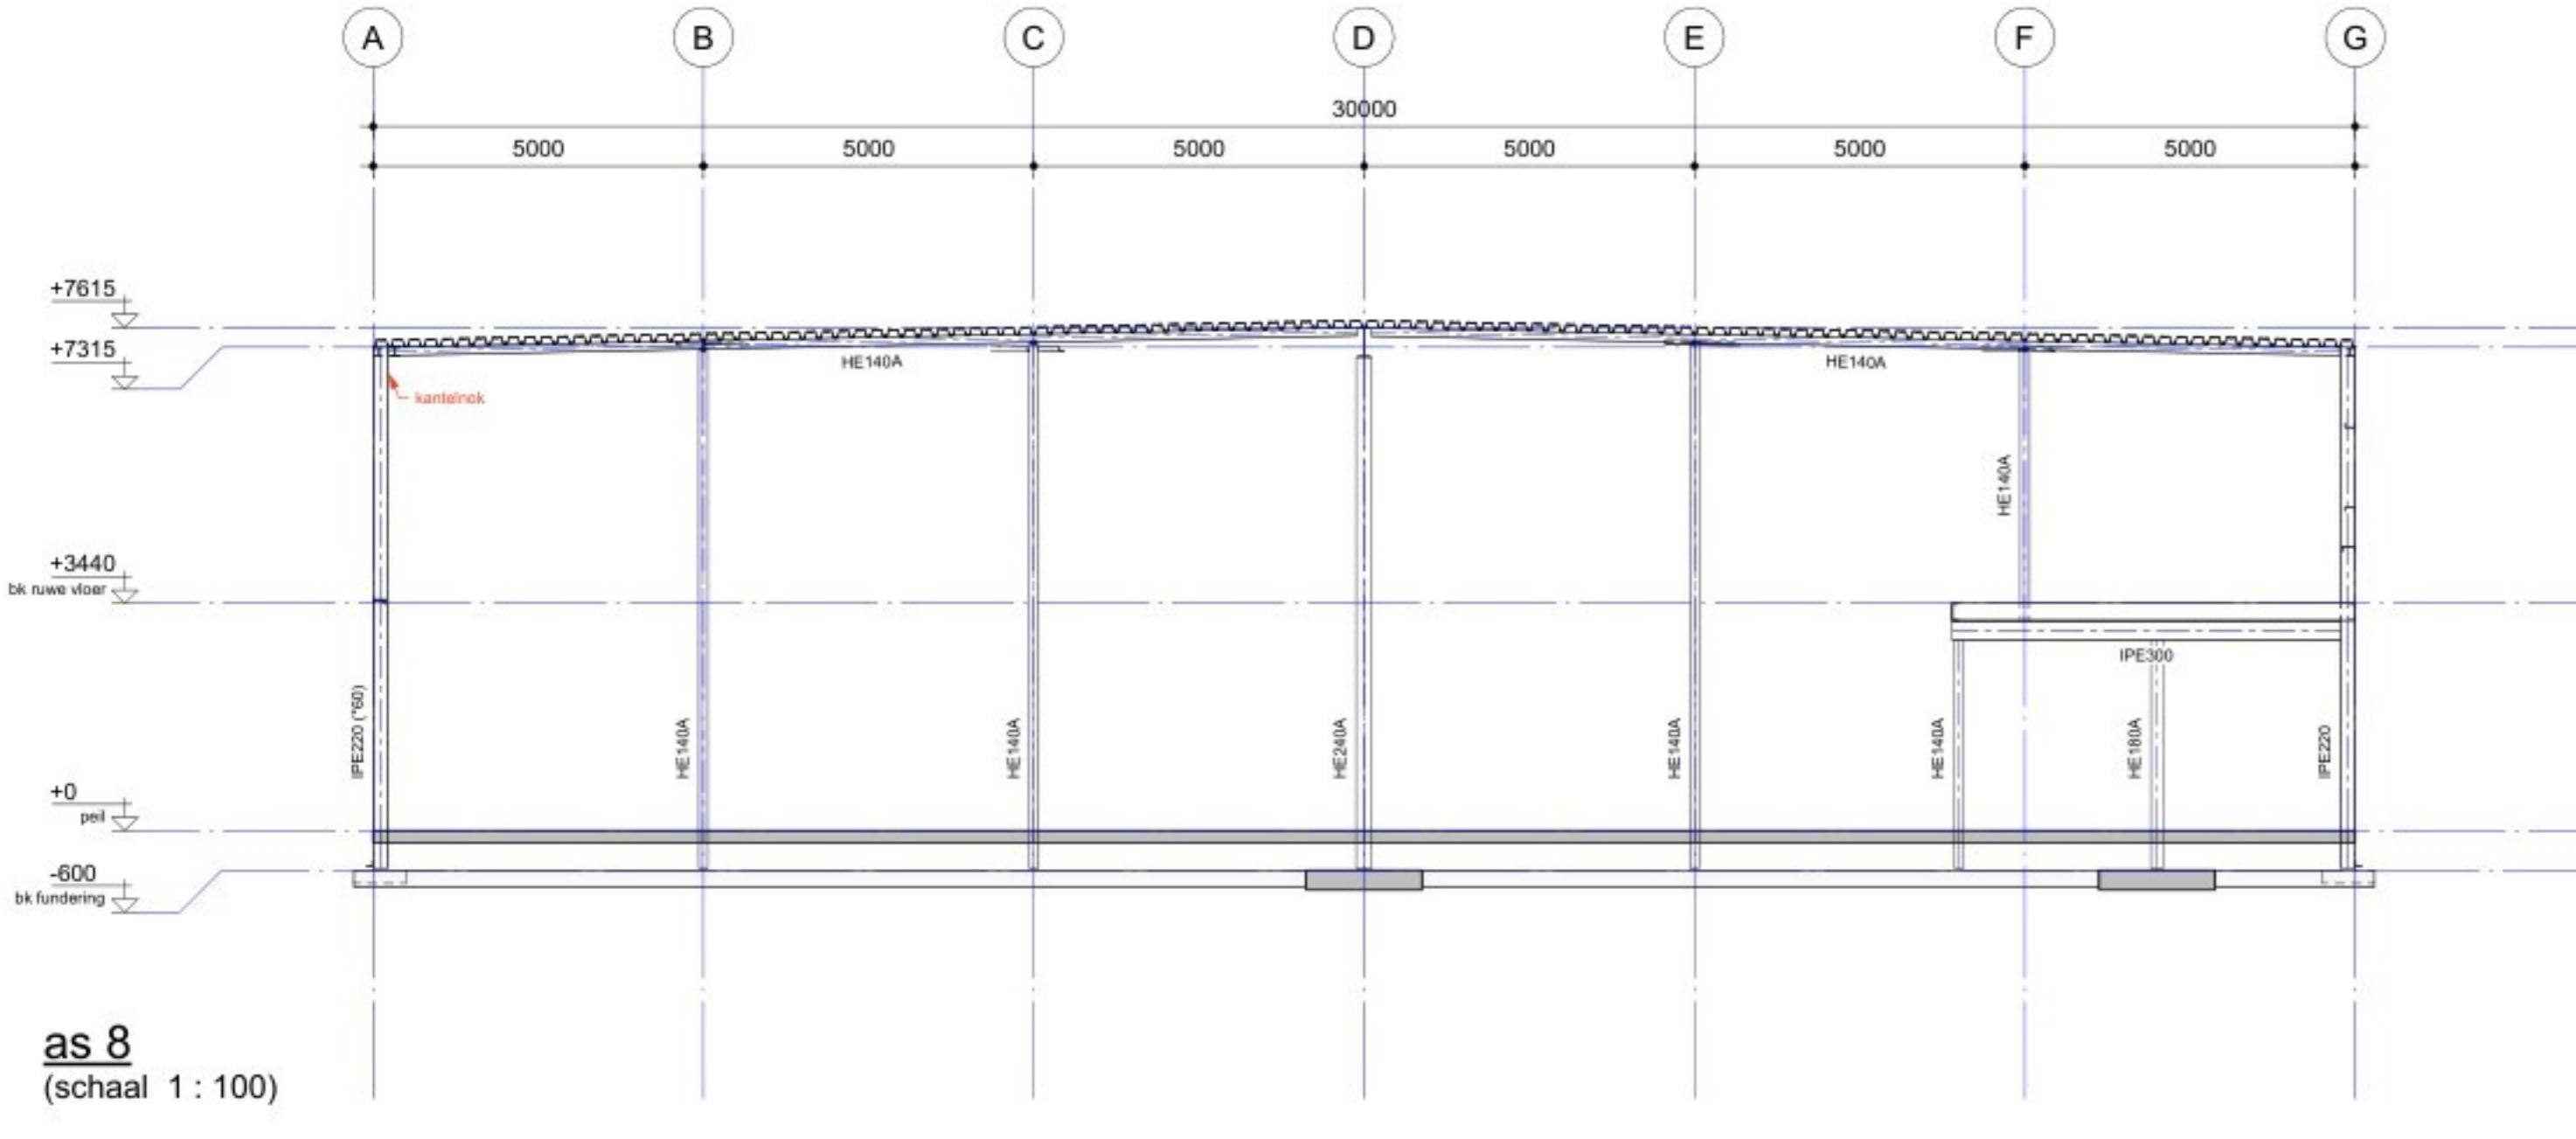 A B C D E F G
30000
5000 5000 5000 5000 5000 5000
+7615
+7315
HE140A HE140A
kantelnok
HE140A
+3440
bk ruwe vloer
IPE300
IPE220 (*60) HE140A HE140A HE240A HE140A HE140A HE180A IPE220
+0
peil
-600
bk fundering
as 8
(schaal 1 : 100)